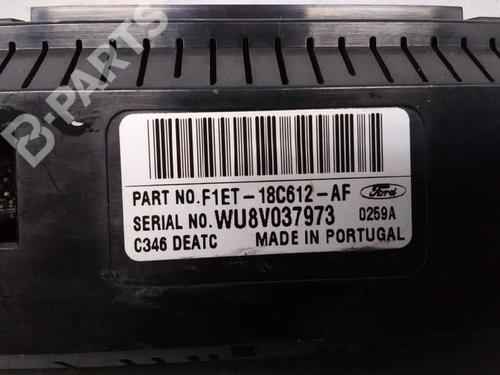 B-PARTS
PART NO.F1ET-18C612-AF Ford
SERIAL NO.WU8V037973 0259A
C346 DEATC MADE IN PORTUGAL